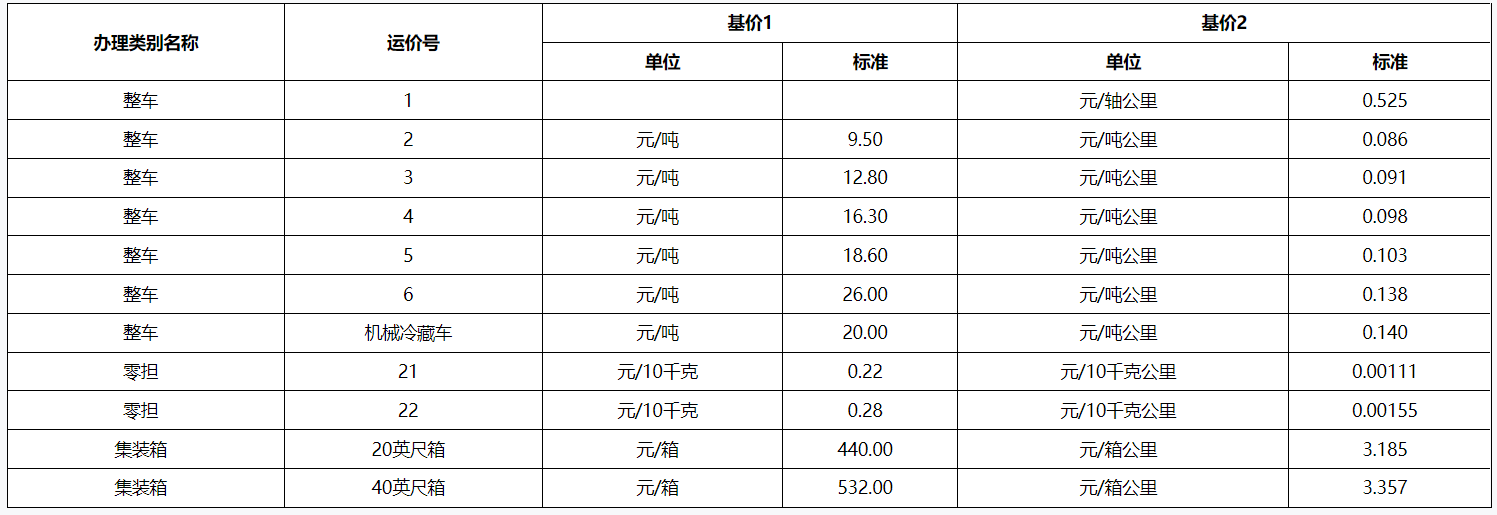 办理类别名称 运价号 基价1 基价2
单位 标准 单位 标准
整车 1 元/轴公里 0.525
整车 2 元/吨 9.50 元/吨公里 0.086
整车 3 元/吨 12.80 元/吨公里 0.091
整车 4 元/吨 16.30 元/吨公里 0.098
整车 5 元/吨 18.60 元/吨公里 0.103
整车 6 元/吨 26.00 元/吨公里 0.138
整车 机械冷藏车 元/吨 20.00 元/吨公里 0.140
零担 21 元/10千克 0.22 元/10千克公里 0.00111
零担 22 元/10千克 0.28 元/10千克公里 0.00155
集装箱 20英尺箱 元/箱 440.00 元/箱公里 3.185
集装箱 40英尺箱 元/箱 532.00 元/箱公里 3.357